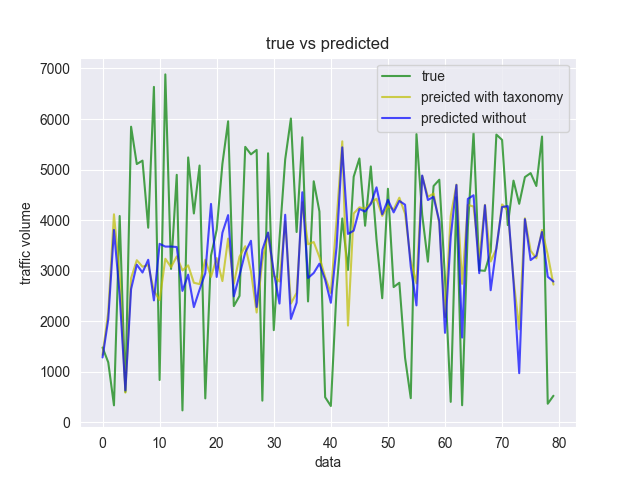 true vs predicted
true
preicted with taxonomy
predicted without
7000
6000
5000
4000
3000
2000
1000
0
traffic volume
0 10 20 30 40 50 60 70 80
data